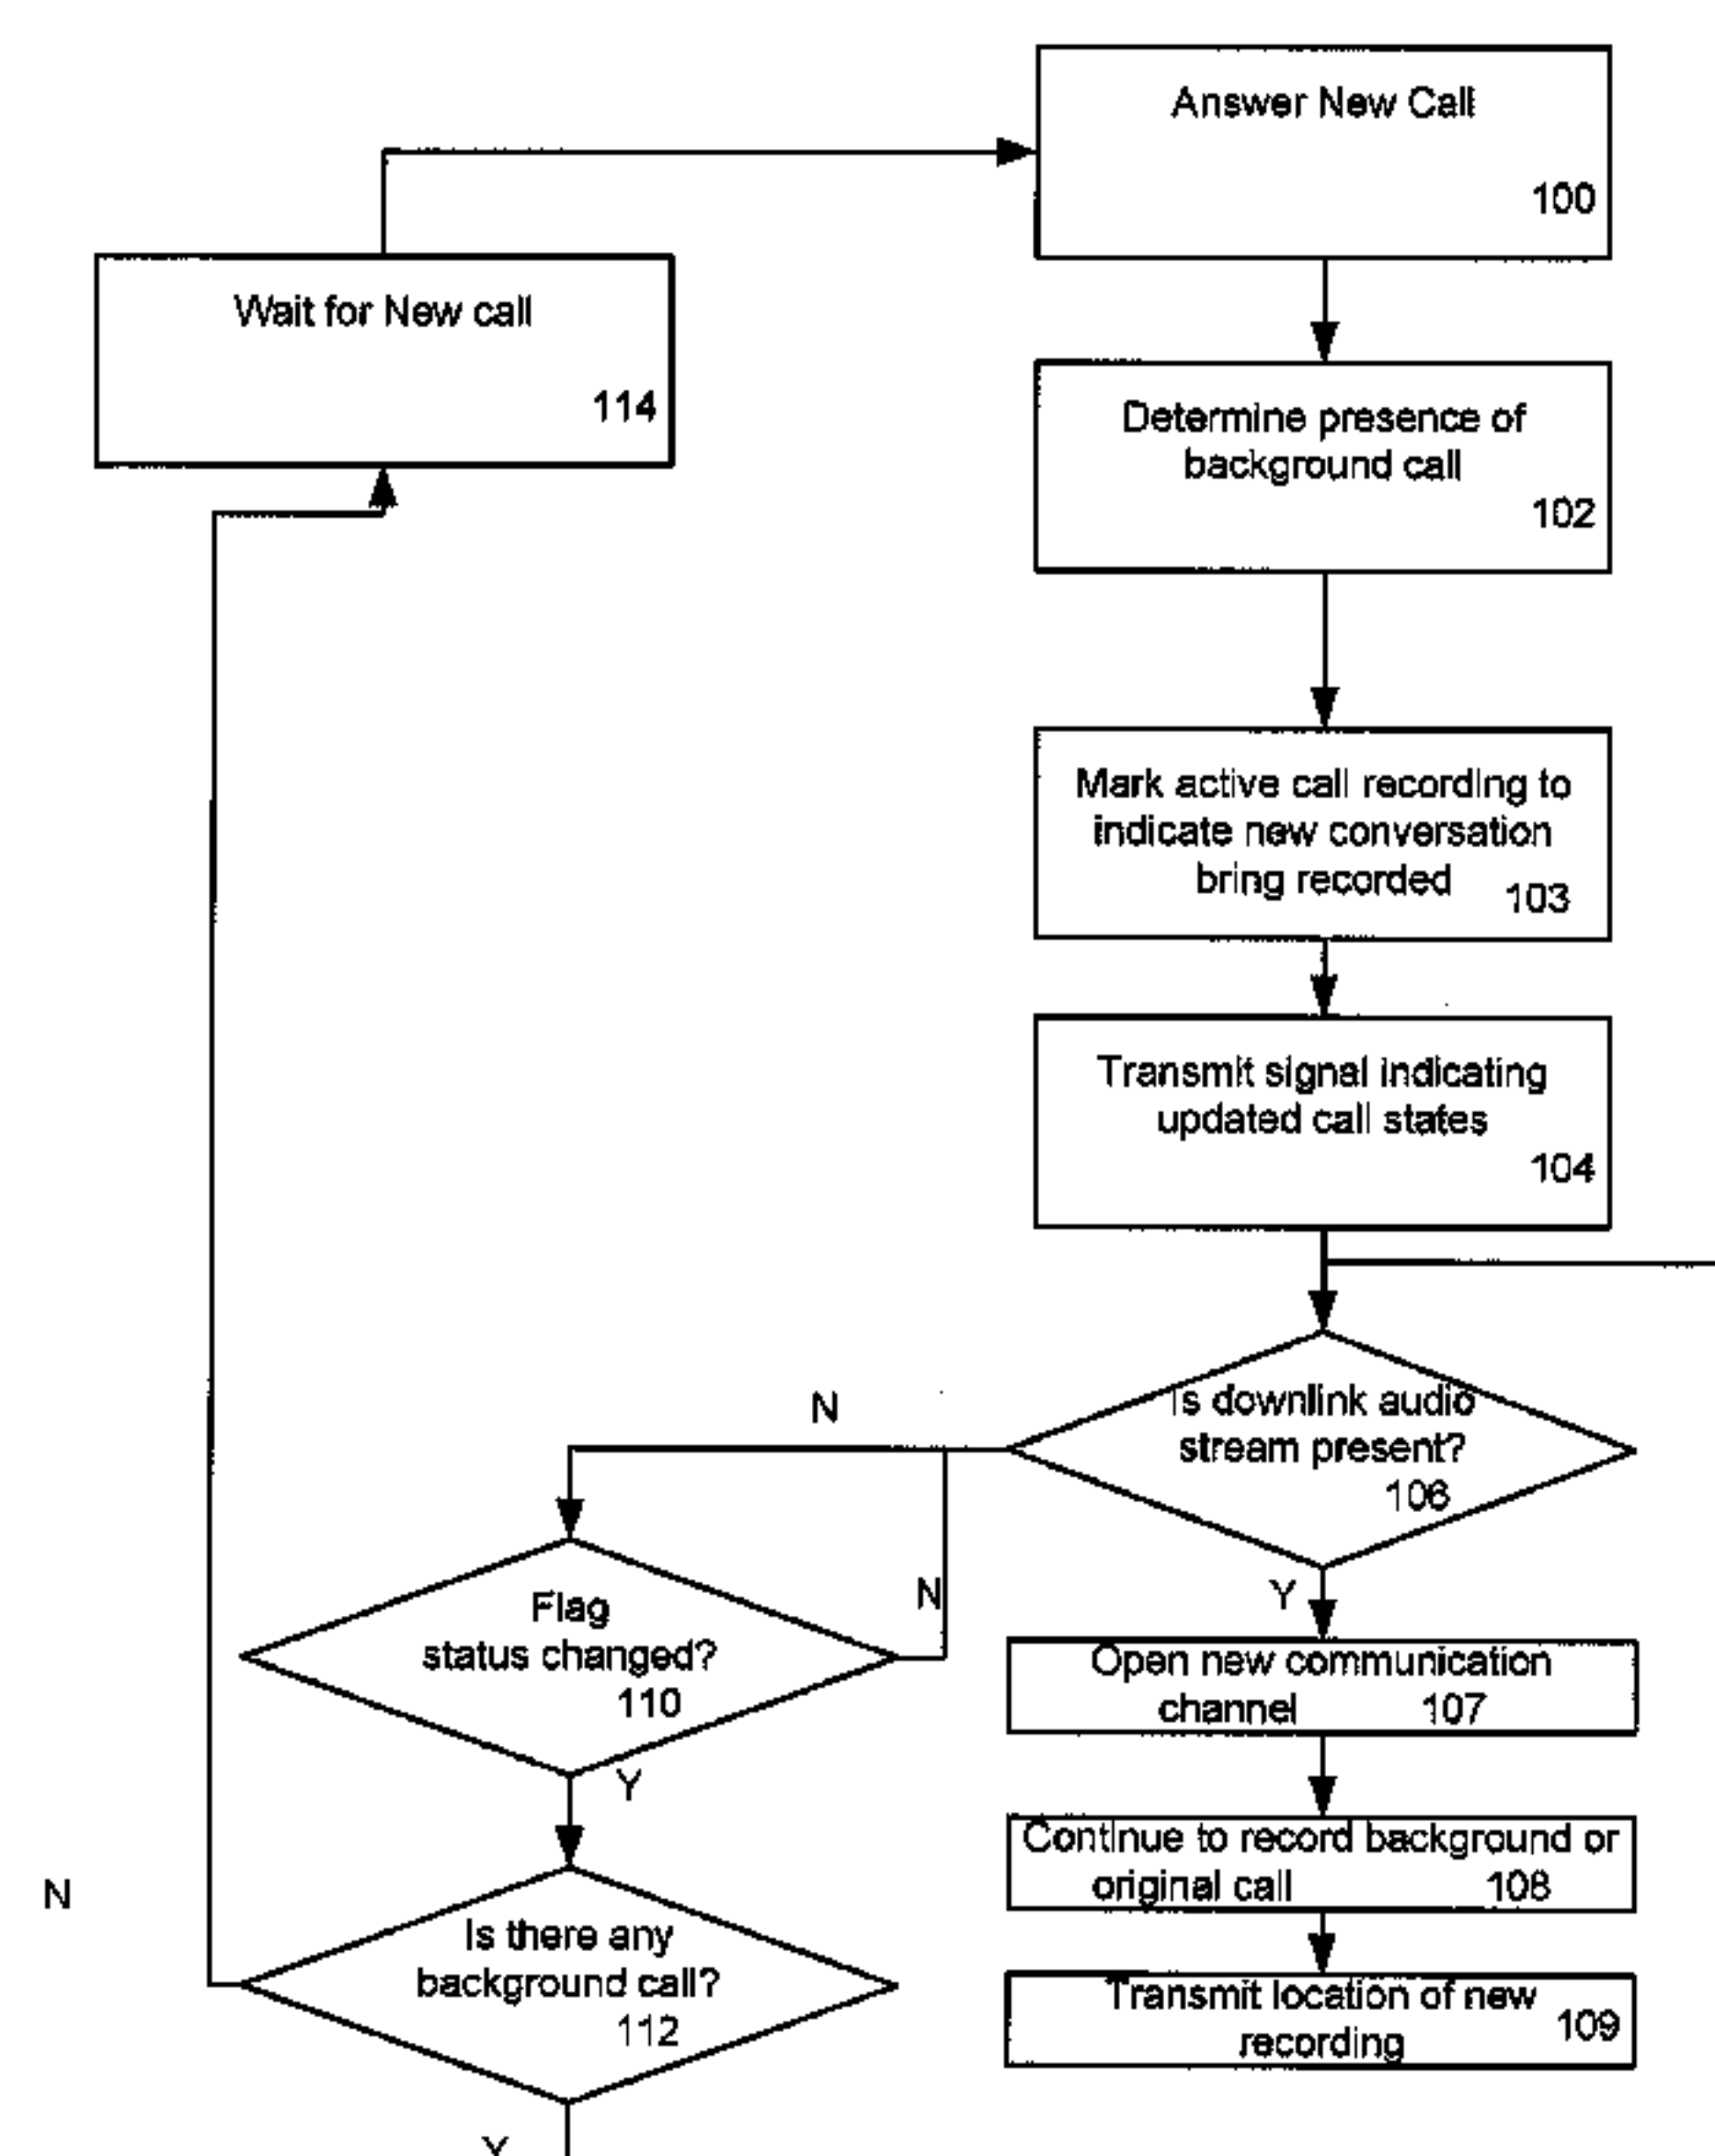 Answer New Call
100
Wait for New call
114
Determine presence of
background call
102
Mark active call recording to
indicate new conversation
bring recorded
103
Transmit signal indicating
updated call states
104
Is downlink audio
stream present?
106
N
Flag
status changed?
110
N
Y
Y
Open new communication
channel 107
Continue to record background or
original call 108
N
Is there any
background call?
112
Transmit location of new
recording 109
Y